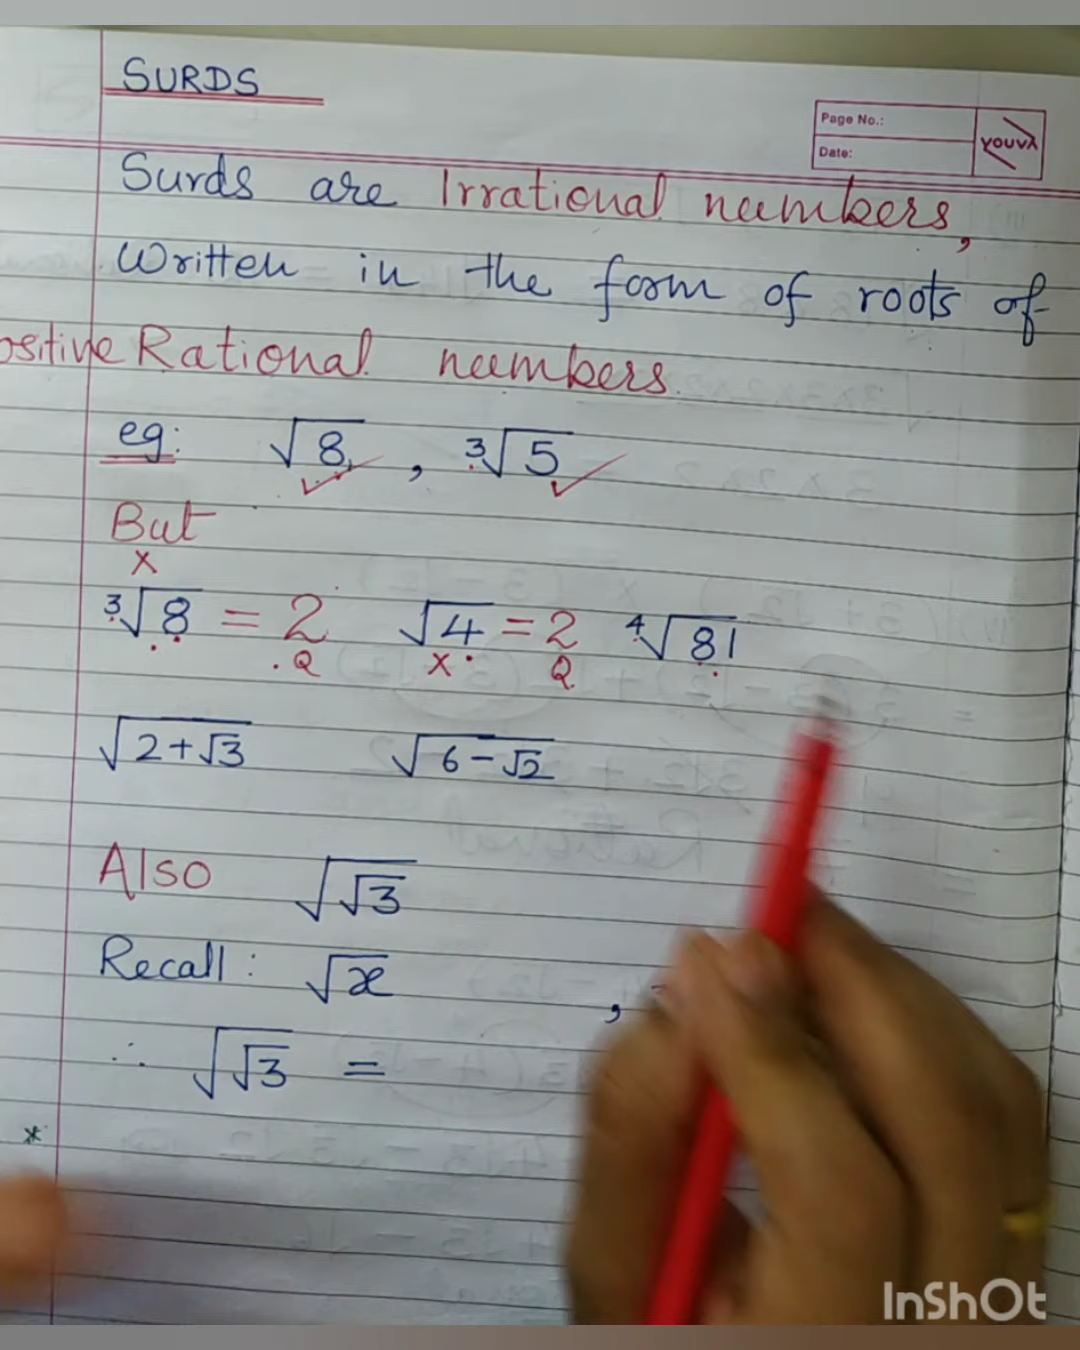 SURDS
Page No.:
Date:
YOUVA
Surds are Irrational numbers,
Written in the form of roots of
ositive Rational numbers.
eg: √8, ✓, ³√5 ✓
But
X
³√8 = 2 √4 = 2 ⁴√81
Q X Q
√(2+√3) √(6-√2)
Also √√3
Recall: √x ,
∴ √√3 =
*
InShOt